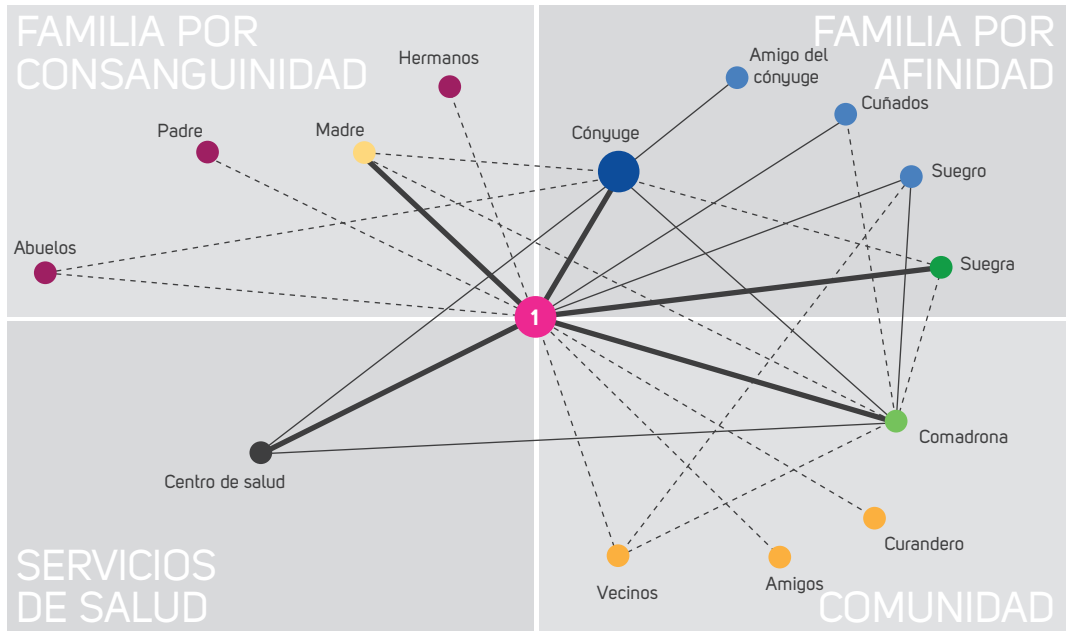 FAMILIA POR
CONSANGUINIDAD
FAMILIA POR
AFINIDAD
Hermanos
Amigo del
cónyuge
Cuñados
Padre
Madre
Cónyuge
Suegro
Abuelos
Suegra
1
Comadrona
Centro de salud
Curandero
Vecinos
Amigos
SERVICIOS
DE SALUD
COMUNIDAD